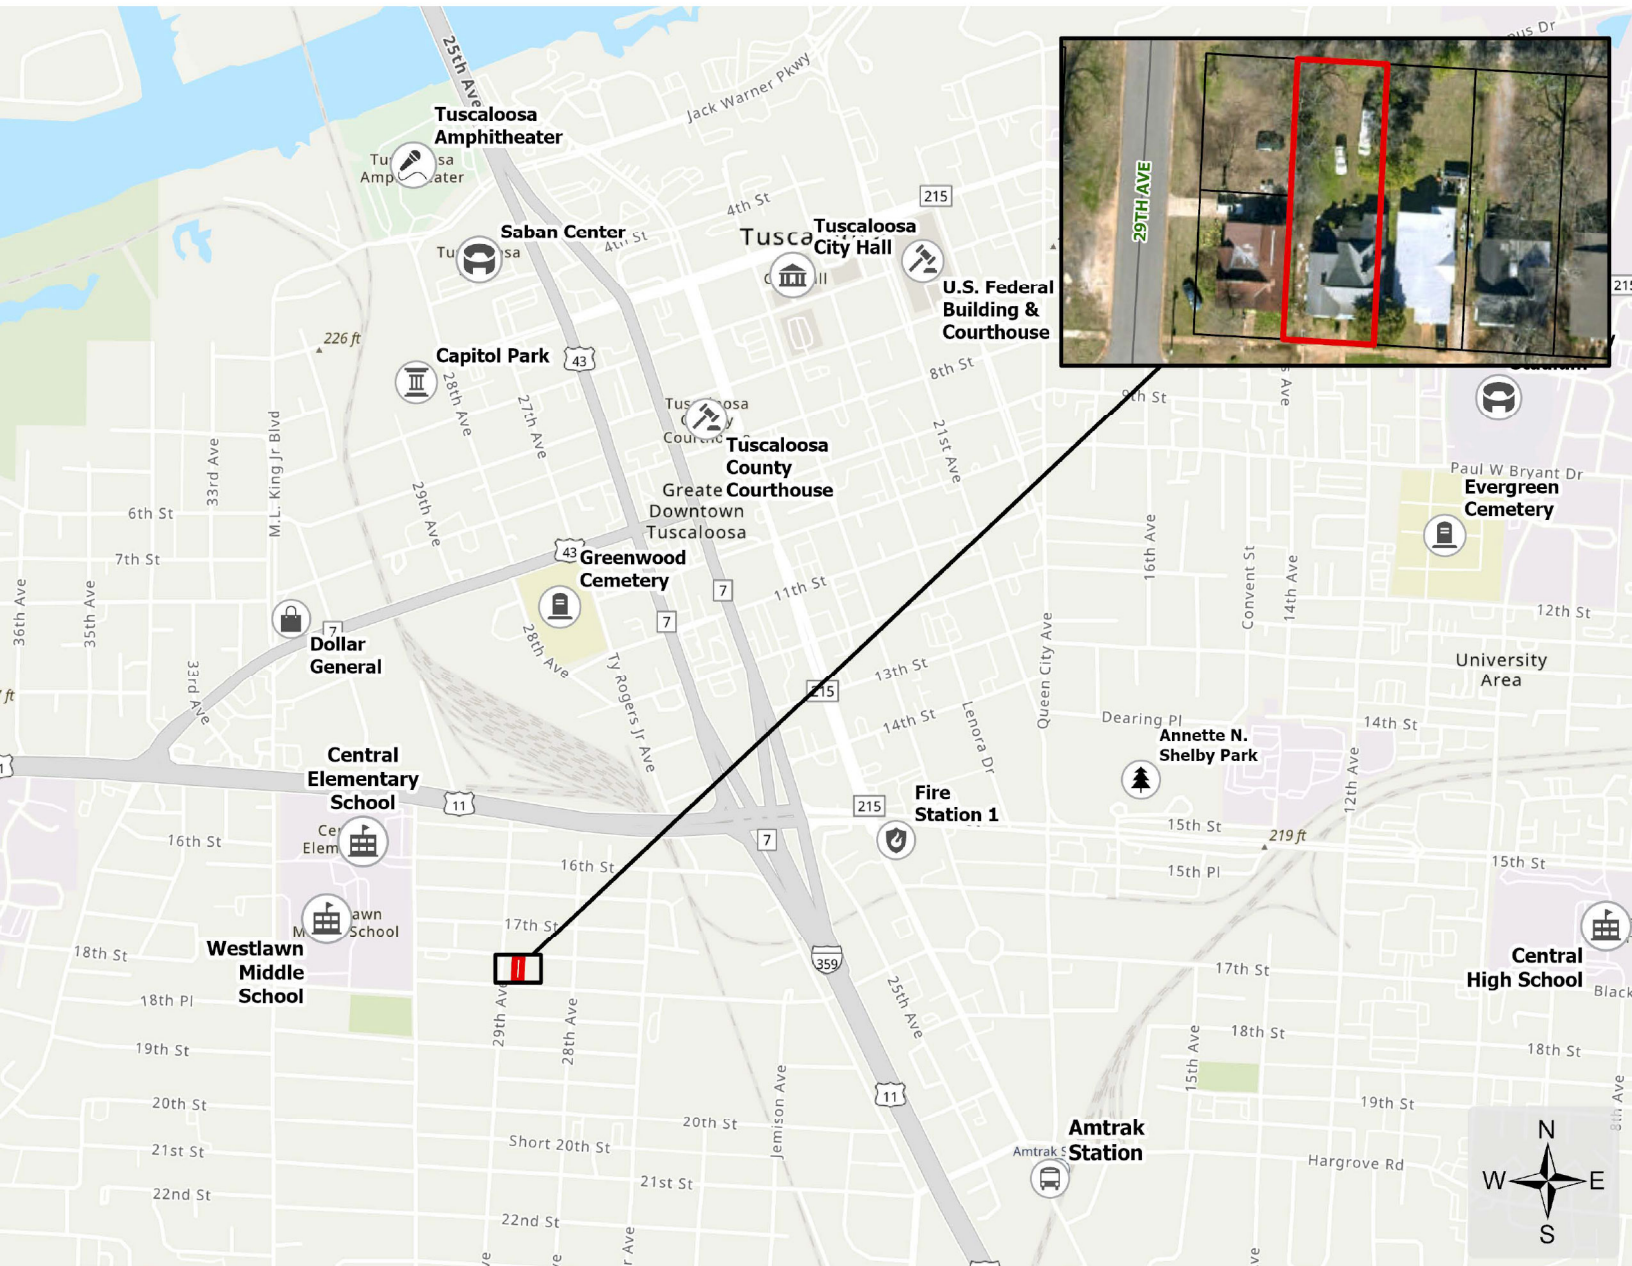 25th Ave
Jack Warner Pkwy
Tuscaloosa
Amphitheater
4th St
215
Saban Center
4th St
Tuscaloosa
City Hall
U.S. Federal
Building &
Courthouse
29TH AVE
215
226 ft
Capitol Park
43
28th Ave
27th Ave
8th St
9th St
21st Ave
Tuscaloosa
County
Courthouse
Greater
Downtown
Tuscaloosa
Paul W Bryant Dr
Evergreen
Cemetery
33rd Ave
M.L. King Jr Blvd
29th Ave
6th St
7th St
43
Greenwood
Cemetery
7
7
11th St
16th Ave
Convent St
14th Ave
12th St
36th Ave
35th Ave
Dollar
General
7
28th Ave
Ty Rogers Jr Ave
33rd Ave
13th St
215
14th St
Lenora Dr
Queen City Ave
University
Area
Dearing Pl
14th St
Annette N.
Shelby Park
12th Ave
Central
Elementary
School
11
215
Fire
Station 1
7
15th St
219 ft
15th St
15th Pl
16th St
16th St
17th St
Westlawn
Middle
School
18th St
18th Pl
359
17th St
Central
High School
29th Ave
28th Ave
25th Ave
18th St
18th St
15th Ave
19th St
11
20th St
20th St
Jemison Ave
19th St
8th Ave
Short 20th St
21st St
21st St
22nd St
22nd St
Amtrak
Station
Hargrove Rd
N
W E
S